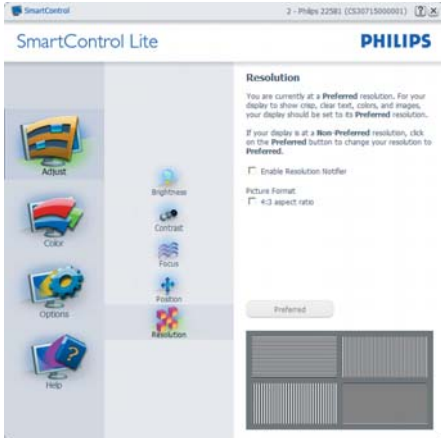 SmartControl
2 - Philips 225B1 (CS30715000001)
SmartControl Lite
PHILIPS
Adjust
Color
Options
Help
Brightness
Contrast
Focus
Position
Resolution
Resolution
You are currently at a Preferred resolution. For your
display to show crisp, clear text, colors, and images,
your display should be set to its Preferred resolution.
If your display is at a Non-Preferred resolution, click
on the Preferred button to change your resolution to
Preferred.
Enable Resolution Notifier
Picture Format
4:3 aspect ratio
Preferred